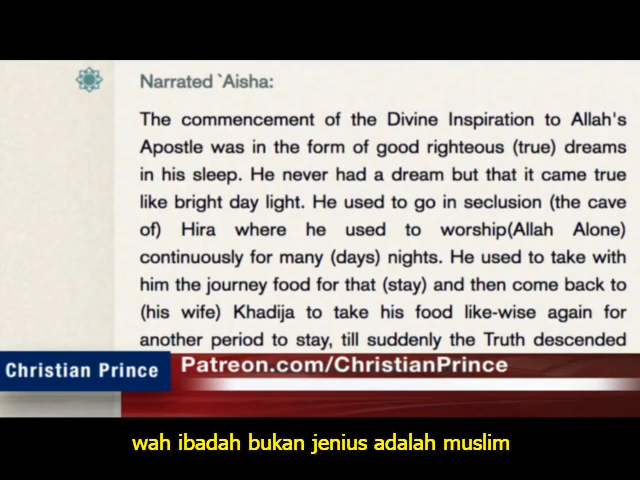 Narrated `Aisha:
The commencement of the Divine Inspiration to Allah's
Apostle was in the form of good righteous (true) dreams
in his sleep. He never had a dream but that it came true
like bright day light. He used to go in seclusion (the cave
of) Hira where he used to worship(Allah Alone)
continuously for many (days) nights. He used to take with
him the journey food for that (stay) and then come back to
(his wife) Khadija to take his food like-wise again for
another period to stay, till suddenly the Truth descended
Christian Prince
Patreon.com/ChristianPrince
wah ibadah bukan jenius adalah muslim